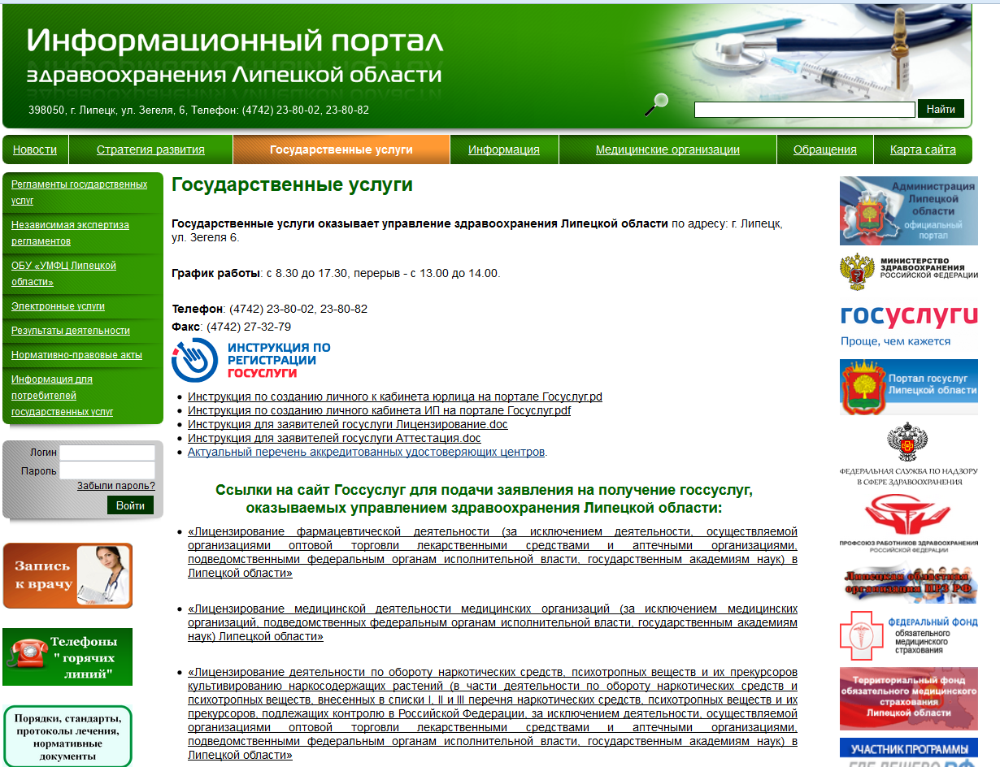 Информационный портал
здравоохранения Липецкой области
398050, г. Липецк, ул. Зегеля, 6, Телефон: (4742) 23-80-02, 23-80-82
Найти
Новости
Стратегия развития
Государственные услуги
Информация
Медицинские организации
Обращения
Карта сайта
Регламенты государственных
услуг
Независимая экспертиза
регламентов
ОБУ «УМФЦ Липецкой
области»
Электронные услуги
Результаты деятельности
Нормативно-правовые акты
Информация для
потребителей
государственных услуг
Логин
Пароль
Забыли пароль?
Войти
Запись
к врачу
Телефоны
" горячих
линий"
Порядки, стандарты,
протоколы лечения,
нормативные
документы
Государственные услуги
Государственные услуги оказывает управление здравоохранения Липецкой области по адресу: г. Липецк,
ул. Зегеля 6.
График работы: с 8.30 до 17.30, перерыв - с 13.00 до 14.00.
Телефон: (4742) 23-80-02, 23-80-82
Факс: (4742) 27-32-79
ИНСТРУКЦИЯ ПО
РЕГИСТРАЦИИ
ГОСУСЛУГИ
Инструкция по созданию личного к кабинета юрлица на портале Госуслуг.pd
Инструкция по созданию личного кабинета ИП на портале Госуслуг.pdf
Инструкция для заявителей госуслуги Лицензирование.doc
Инструкция для заявителей госуслуги Аттестация.doc
Актуальный перечень аккредитованных удостоверяющих центров.
Ссылки на сайт Госсуслуг для подачи заявления на получение госсуслуг,
оказываемых управлением здравоохранения Липецкой области:
«Лицензирование фармацевтической деятельности (за исключением деятельности, осуществляемой
организациями оптовой торговли лекарственными средствами и аптечными организациями,
подведомственными федеральным органам исполнительной власти, государственным академиям наук) в
Липецкой области»
«Лицензирование медицинской деятельности медицинских организаций (за исключением медицинских
организаций, подведомственных федеральным органам исполнительной власти, государственным академиям
наук) Липецкой области»
«Лицензирование деятельности по обороту наркотических средств, психотропных веществ и их прекурсоров
культивированию наркосодержащих растений (в части деятельности по обороту наркотических средств и
психотропных веществ, внесенных в списки I, II и III перечня наркотических средств, психотропных веществ и их
прекурсоров, подлежащих контролю в Российской Федерации, за исключением деятельности, осуществляемой
организациями оптовой торговли лекарственными средствами и аптечными организациями,
подведомственными федеральным органам исполнительной власти, государственным академиям наук) в
Липецкой области»
Администрация
Липецкой
области
официальный
портал
МИНИСТЕРСТВО
ЗДРАВООХРАНЕНИЯ
РОССИЙСКОЙ ФЕДЕРАЦИИ
госуслуги
Проще, чем кажется
Портал госуслуг
Липецкой области
ФЕДЕРАЛЬНАЯ СЛУЖБА ПО НАДЗОРУ
В СФЕРЕ ЗДРАВООХРАНЕНИЯ
ПРОФСОЮЗ РАБОТНИКОВ ЗДРАВООХРАНЕНИЯ
РОССИЙСКОЙ ФЕДЕРАЦИИ
Липецкая областная
организация ПРЗ РФ
ФЕДЕРАЛЬНЫЙ ФОНД
обязательного
медицинского
страхования
Территориальный фонд
обязательного медицинского
страхования
Липецкой области
УЧАСТНИК ПРОГРАММЫ
ГДЕ ДЕШЕВО РФ